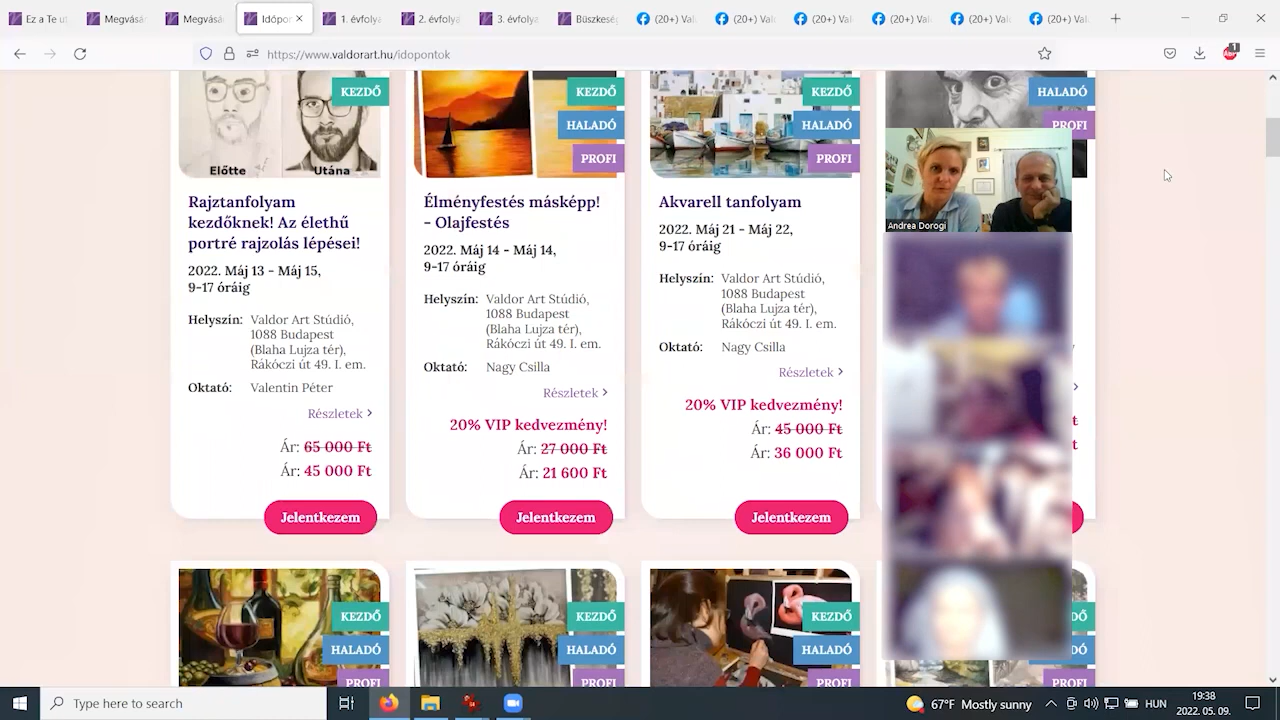 Ez a Te u
Megvásá
Megvásá
Időpor
1. évfolya
2. évfolya
3. évfolya
Büszkesé
(20+) Val
(20+) Val
(20+) Val
(20+) Val
(20+) Val
(20+) Val
https://www.valdorart.hu/idopontok
Előtte
Utána
KEZDŐ
KEZDŐ
HALADÓ
PROFI
KEZDŐ
HALADÓ
PROFI
HALADÓ
PROFI
Andrea Dorogi
Rajztanfolyam
kezdőknek! Az élethű
portré rajzolás lépései!
2022. Máj 13 - Máj 15,
9-17 óráig
Helyszín: Valdor Art Stúdió,
1088 Budapest
(Blaha Lujza tér),
Rákóczi út 49. I. em.
Oktató: Valentin Péter
Részletek
Ár: 65 000 Ft
Ár: 45 000 Ft
Jelentkezem
Élményfestés másképp!
- Olajfestés
2022. Máj 14 - Máj 14,
9-17 óráig
Helyszín: Valdor Art Stúdió,
1088 Budapest
(Blaha Lujza tér),
Rákóczi út 49. I. em.
Oktató: Nagy Csilla
Részletek
20% VIP kedvezmény!
Ár: 27 000 Ft
Ár: 21 600 Ft
Jelentkezem
Akvarell tanfolyam
2022. Máj 21 - Máj 22,
9-17 óráig
Helyszín: Valdor Art Stúdió,
1088 Budapest
(Blaha Lujza tér),
Rákóczi út 49. I. em.
Oktató: Nagy Csilla
Részletek
20% VIP kedvezmény!
Ár: 45 000 Ft
Ár: 36 000 Ft
Jelentkezem
KEZDŐ
HALADÓ
PROFI
KEZDŐ
HALADÓ
PROFI
KEZDŐ
HALADÓ
PROFI
Type here to search
67°F Mostly sunny
HUN
19:38
2022. 05. 09.